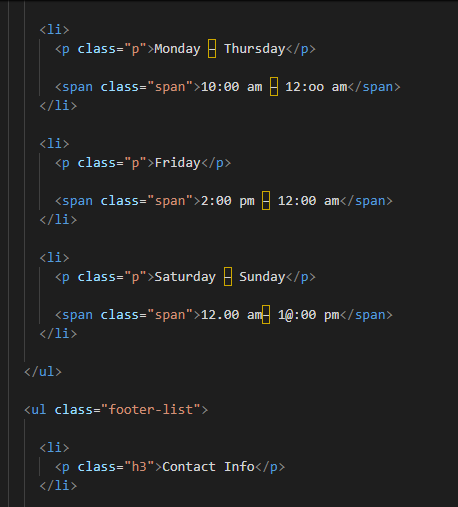 <li>
<p class="p">Monday – Thursday</p>
<span class="span">10:00 am – 12:oo am</span>
</li>
<li>
<p class="p">Friday</p>
<span class="span">2:00 pm – 12:00 am</span>
</li>
<li>
<p class="p">Saturday – Sunday</p>
<span class="span">12.00 am– 1@:00 pm</span>
</li>
</ul>
<ul class="footer-list">
<li>
<p class="h3">Contact Info</p>
</li>